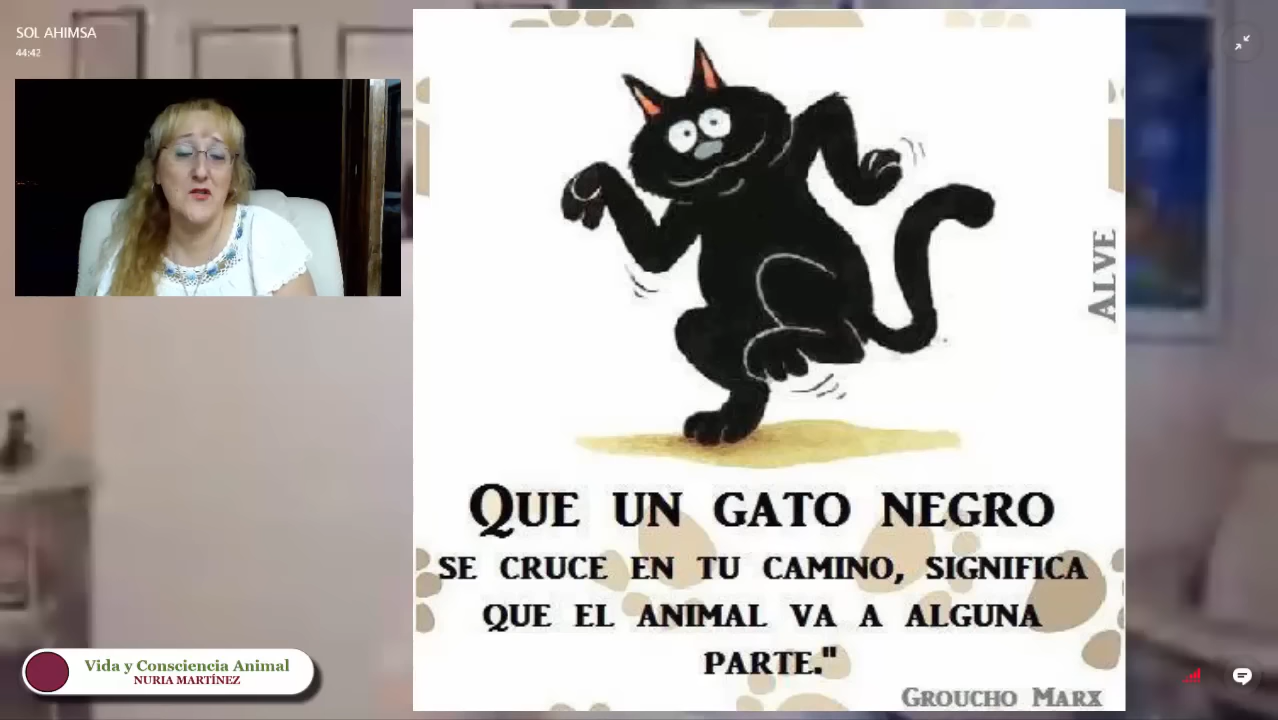 SOL AHIMSA
44:42
ALVE
QUE UN GATO NEGRO
SE CRUCE EN TU CAMINO, SIGNIFICA
QUE EL ANIMAL VA A ALGUNA
PARTE."
GROUCHO MARX
Vida y Consciencia Animal
NURIA MARTÍNEZ